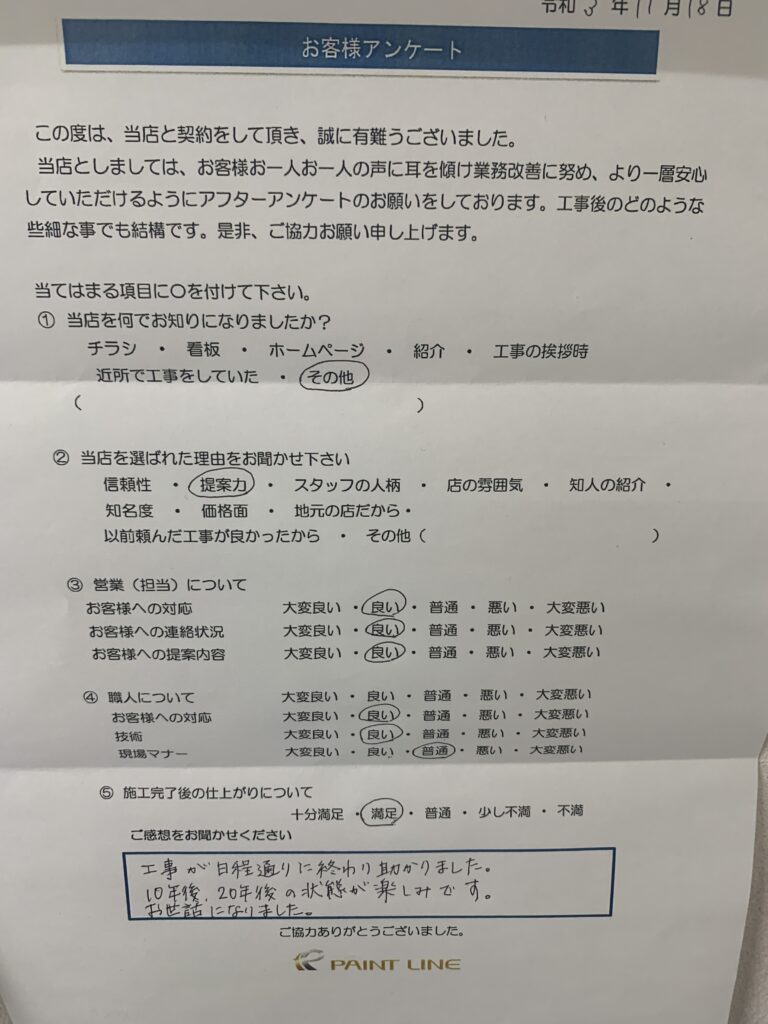 令和 3 年 11 月 18 日
お客様アンケート
この度は、当店と契約をして頂き、誠に有難うございました。
当店としましては、お客様お一人お一人の声に耳を傾け業務改善に努め、より一層安心
していただけるようにアフターアンケートのお願いをしております。工事後のどのような
些細な事でも結構です。是非、ご協力お願い申し上げます。
当てはまる項目に〇を付けて下さい。
① 当店を何でお知りになりましたか？
チラシ ・ 看板 ・ ホームページ ・ 紹介 ・ 工事の挨拶時
近所で工事をしていた ・ その他
（ ）
② 当店を選ばれた理由をお聞かせ下さい
信頼性 ・ 提案力 ・ スタッフの人柄 ・ 店の雰囲気 ・ 知人の紹介 ・
知名度 ・ 価格面 ・ 地元の店だから・
以前頼んだ工事が良かったから ・ その他（ ）
③ 営業（担当）について
お客様への対応 大変良い ・ 良い ・ 普通 ・ 悪い ・ 大変悪い
お客様への連絡状況 大変良い ・ 良い ・ 普通 ・ 悪い ・ 大変悪い
お客様への提案内容 大変良い ・ 良い ・ 普通 ・ 悪い ・ 大変悪い
④ 職人について 大変良い ・ 良い ・ 普通 ・ 悪い ・ 大変悪い
お客様への対応 大変良い ・ 良い ・ 普通 ・ 悪い ・ 大変悪い
技術 大変良い ・ 良い ・ 普通 ・ 悪い ・ 大変悪い
現場マナー 大変良い ・ 良い ・ 普通 ・ 悪い ・ 大変悪い
⑤ 施工完了後の仕上がりについて
十分満足 ・ 満足 ・ 普通 ・ 少し不満 ・ 不満
ご感想をお聞かせください
工事が日程通りに終わり助かりました。
10年後、20年後の状態が楽しみです。
お世話になりました。
ご協力ありがとうございました。
PAINT LINE